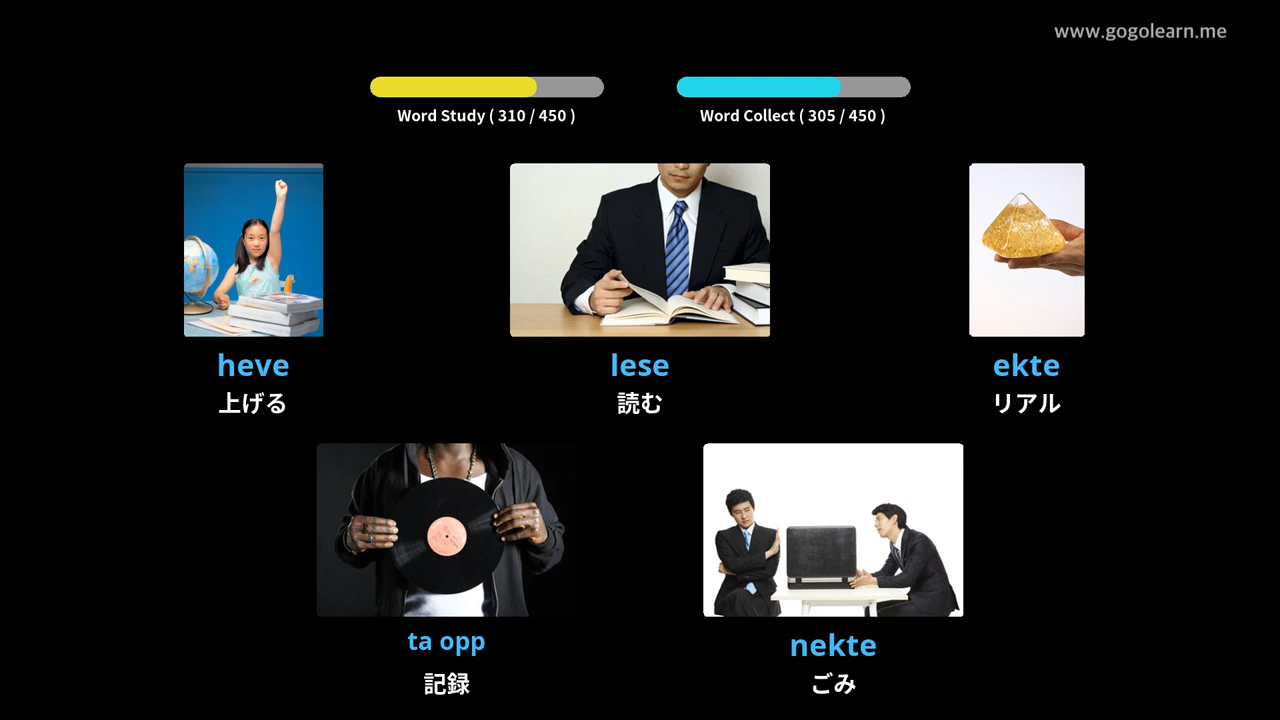 www.gogolearn.me
Word Study ( 310 / 450 )
Word Collect ( 305 / 450 )
heve
上げる
lese
読む
ekte
リアル
ta opp
記録
nekte
ごみ